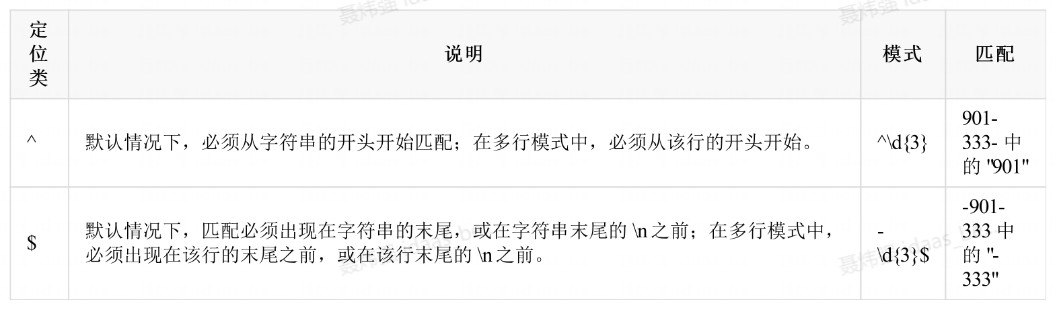 定
位
类
说明
模式
匹配
^
默认情况下，必须从字符串的开头开始匹配；在多行模式中，必须从该行的开头开始。
^\d{3}
901-
333- 中
的 "901"
$
默认情况下，匹配必须出现在字符串的末尾，或在字符串末尾的 \n 之前；在多行模式中，
必须出现在该行的末尾之前，或在该行末尾的 \n 之前。
-
\d{3}$
-901-
333 中
的 "-
333"